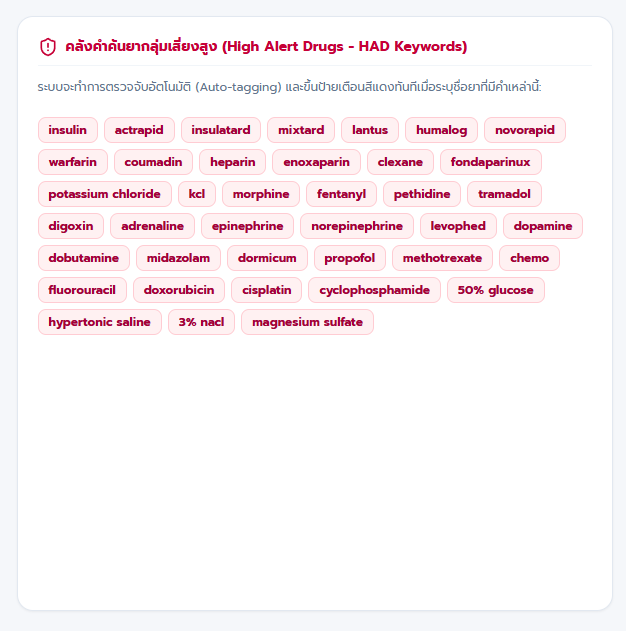 คลังคำค้นยากลุ่มเสี่ยงสูง (High Alert Drugs - HAD Keywords)
ระบบจะทำการตรวจจับอัตโนมัติ (Auto-tagging) และขึ้นป้ายเตือนสีแดงทันทีเมื่อระบุชื่อยาที่มีคำเหล่านี้:
insulin actrapid insulatard mixtard lantus humalog novorapid
warfarin coumadin heparin enoxaparin clexane fondaparinux
potassium chloride kcl morphine fentanyl pethidine tramadol
digoxin adrenaline epinephrine norepinephrine levophed dopamine
dobutamine midazolam dormicum propofol methotrexate chemo
fluorouracil doxorubicin cisplatin cyclophosphamide 50% glucose
hypertonic saline 3% nacl magnesium sulfate